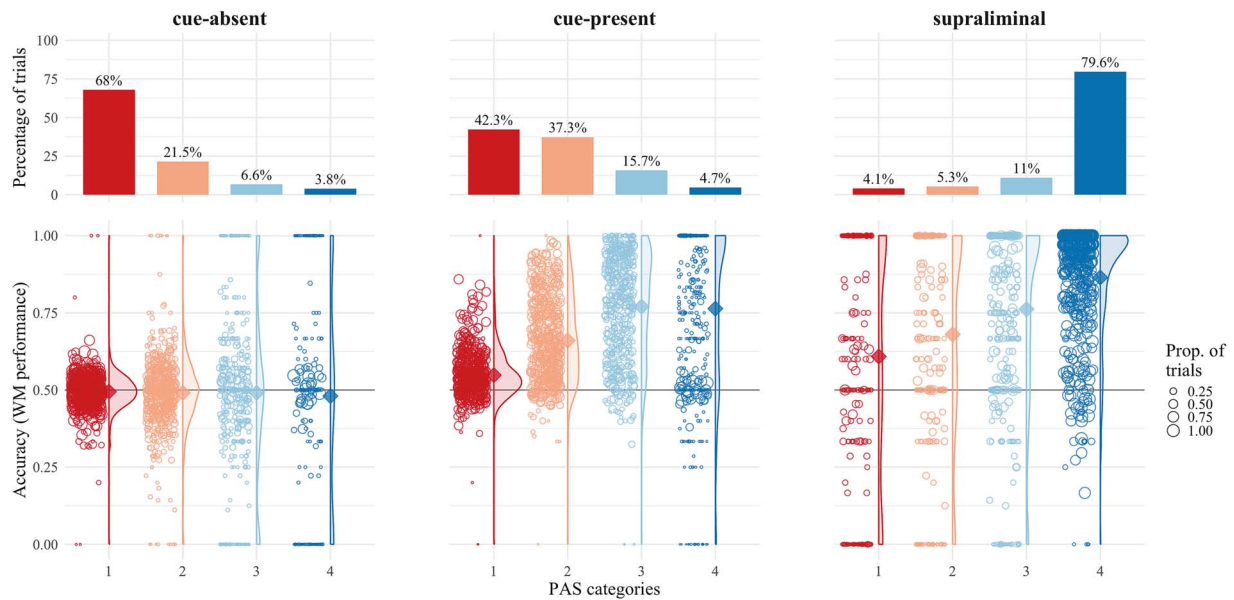 cue-absent
cue-present
supraliminal
Percentage of trials
100
75
50
25
0
68%
21.5%
6.6%
3.8%
42.3%
37.3%
15.7%
4.7%
4.1%
5.3%
11%
79.6%
Accuracy (WM performance)
1.00
0.75
0.50
0.25
0.00
1 2 3 4
1 2 3 4
1 2 3 4
PAS categories
Prop. of
trials
0.25
0.50
0.75
1.00